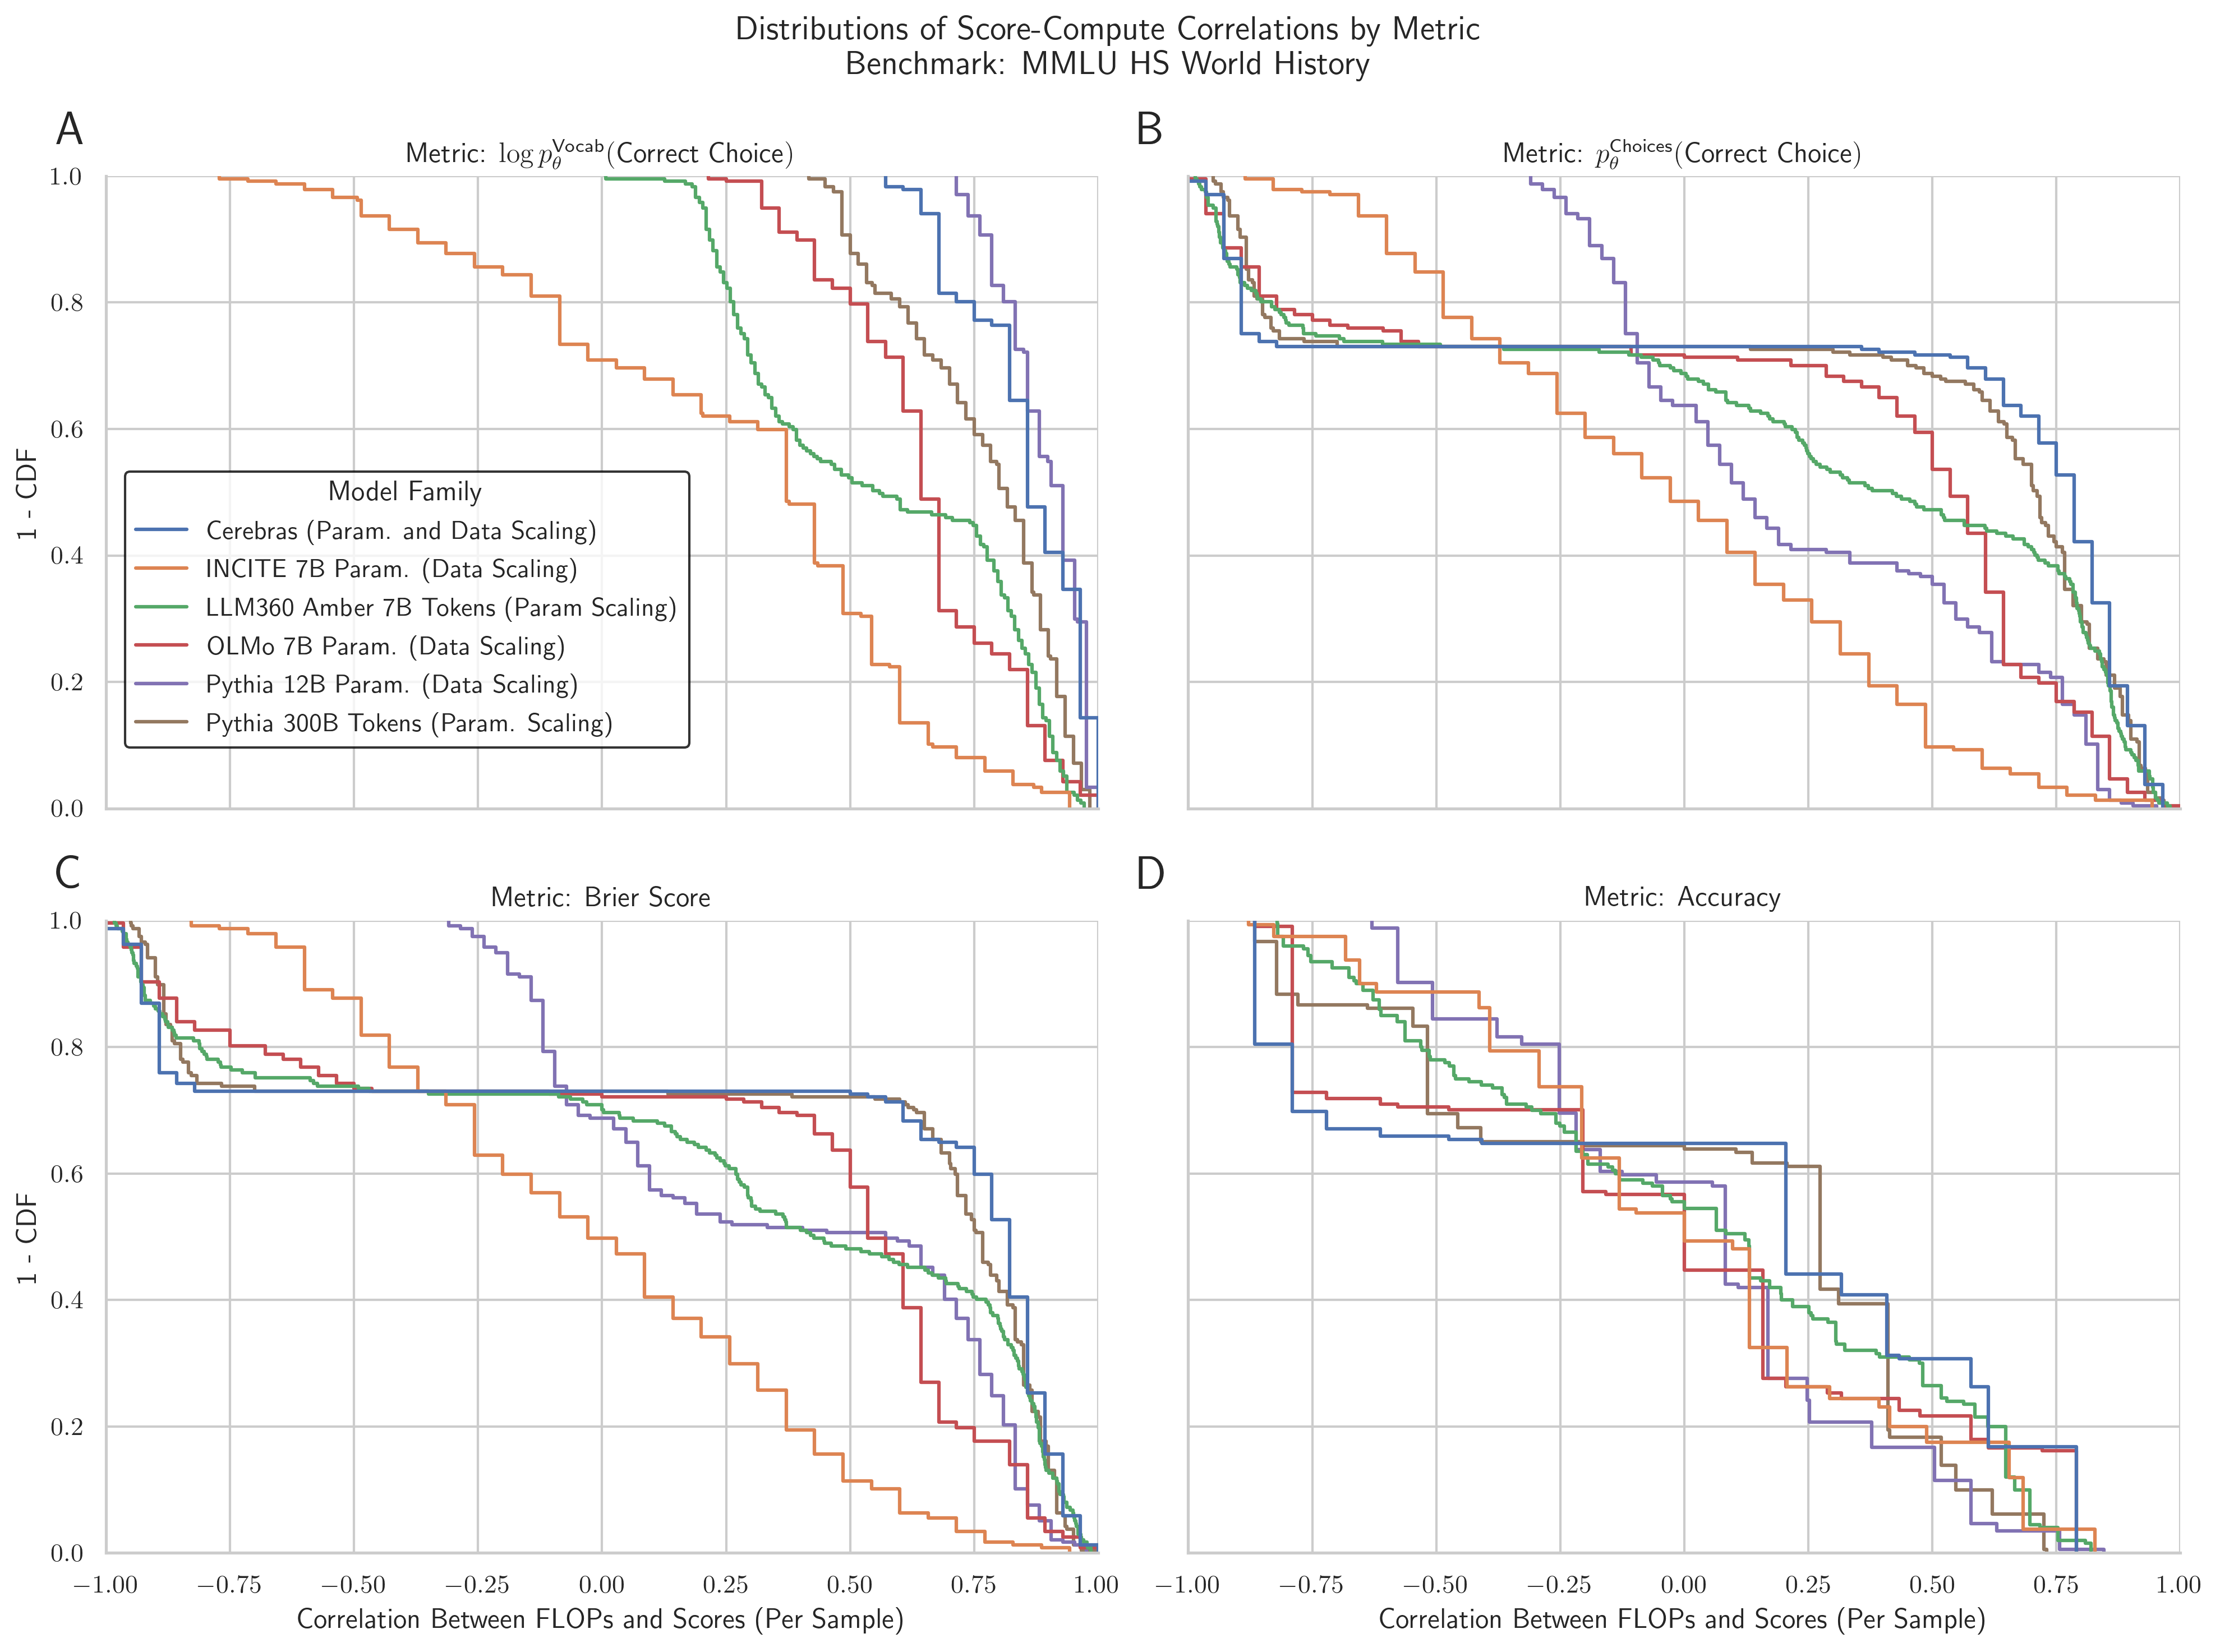 Distributions of Score-Compute Correlations by Metric
Benchmark: MMLU HS World History
A
Metric: log p_θ^Vocab(Correct Choice)
1.0
0.8
0.6
0.4
0.2
0.0
1 - CDF
Model Family
Cerebras (Param. and Data Scaling)
INCITE 7B Param. (Data Scaling)
LLM360 Amber 7B Tokens (Param Scaling)
OLMo 7B Param. (Data Scaling)
Pythia 12B Param. (Data Scaling)
Pythia 300B Tokens (Param. Scaling)
B
Metric: p_θ^Choices(Correct Choice)
C
Metric: Brier Score
1.0
0.8
0.6
0.4
0.2
0.0
1 - CDF
−1.00 −0.75 −0.50 −0.25 0.00 0.25 0.50 0.75 1.00
Correlation Between FLOPs and Scores (Per Sample)
D
Metric: Accuracy
−1.00 −0.75 −0.50 −0.25 0.00 0.25 0.50 0.75 1.00
Correlation Between FLOPs and Scores (Per Sample)